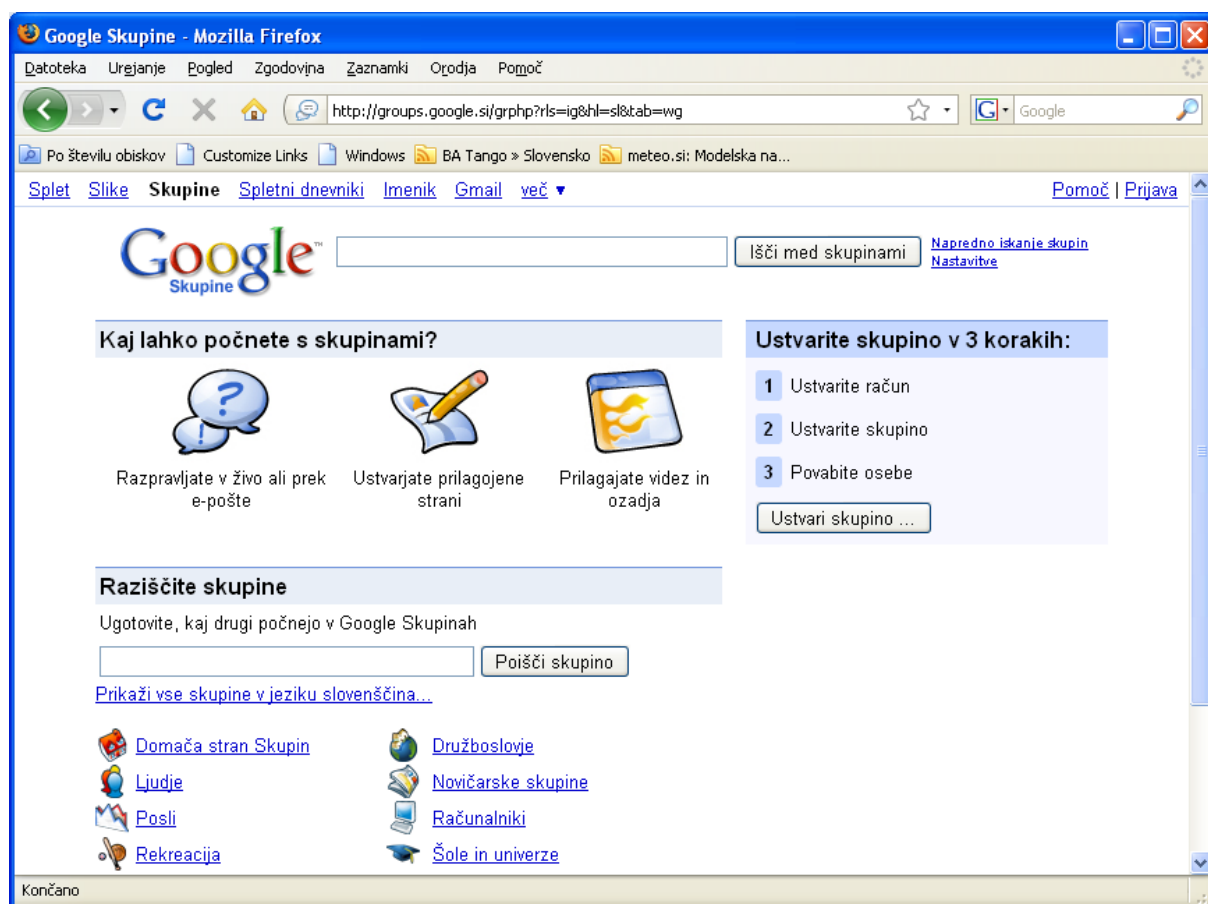 Google Skupine - Mozilla Firefox
Datoteka Urejanje Pogled Zgodovina Zaznamki Orodja Pomoč
http://groups.google.si/grphp?rls=ig&hl=sl&tab=wg
G Google
Po številu obiskov Customize Links Windows BA Tango » Slovensko meteo.si: Modelska na...
Splet Slike Skupine Spletni dnevniki Imenik Gmail več ▼ Pomoč | Prijava
Google™ Išči med skupinami Napredno iskanje skupin
Skupine Nastavitve
Kaj lahko počnete s skupinami? Ustvarite skupino v 3 korakih:
? !
1 Ustvarite račun
2 Ustvarite skupino
3 Povabite osebe
Razpravljate v živo ali prek Ustvarjate prilagojene Prilagajate videz in
e-pošte strani ozadja
Ustvari skupino ...
Raziščite skupine
Ugotovite, kaj drugi počnejo v Google Skupinah
Poišči skupino
Prikaži vse skupine v jeziku slovenščina...
Domača stran Skupin Družboslovje
Ljudje Novičarske skupine
Posli Računalniki
Rekreacija Šole in univerze
Končano